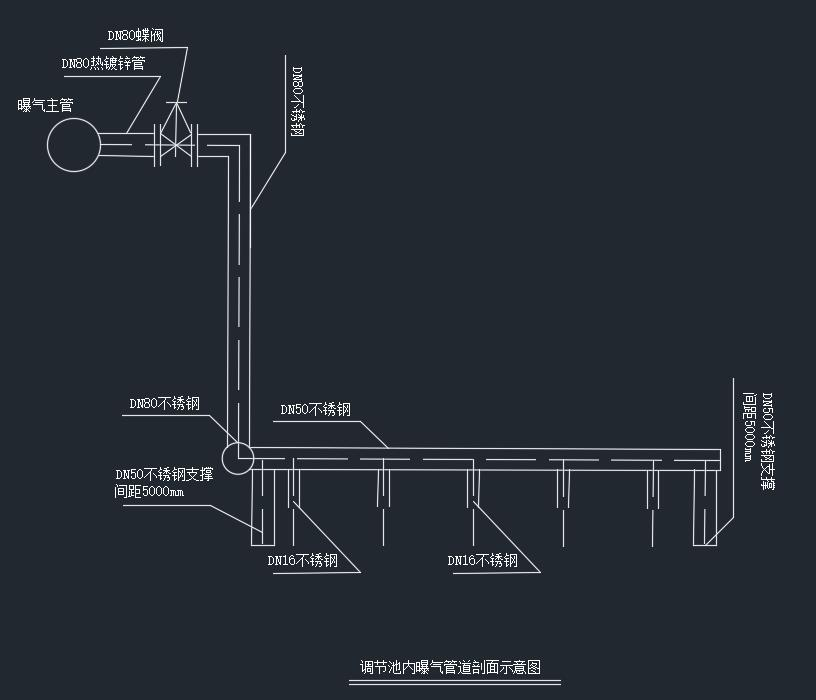 DN80蝶阀
DN80热镀锌管
曝气主管
DN80不锈钢
DN80不锈钢
DN50不锈钢
DN50不锈钢支撑
间距5000mm
DN50不锈钢支撑
间距5000mm
DN16不锈钢
DN16不锈钢
调节池内曝气管道剖面示意图